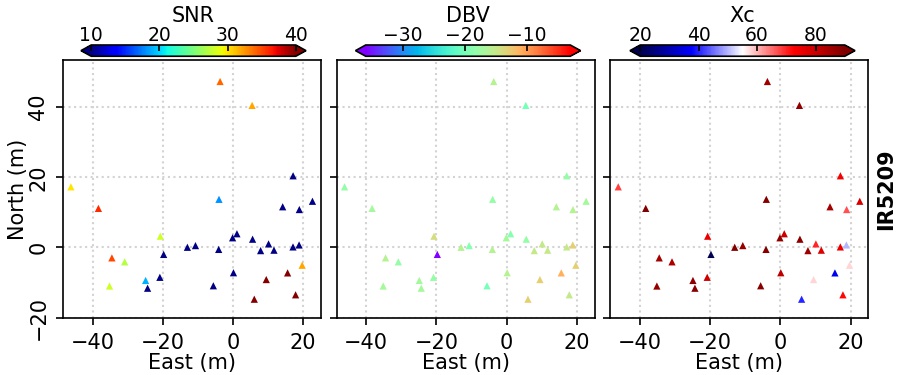 SNR DBV Xc
10 20 30 40 −30 −20 −10 20 40 60 80
North (m)
40
20
0
−20
−40 −20 0 20 −40 −20 0 20 −40 −20 0 20
East (m) East (m) East (m)
IR5209